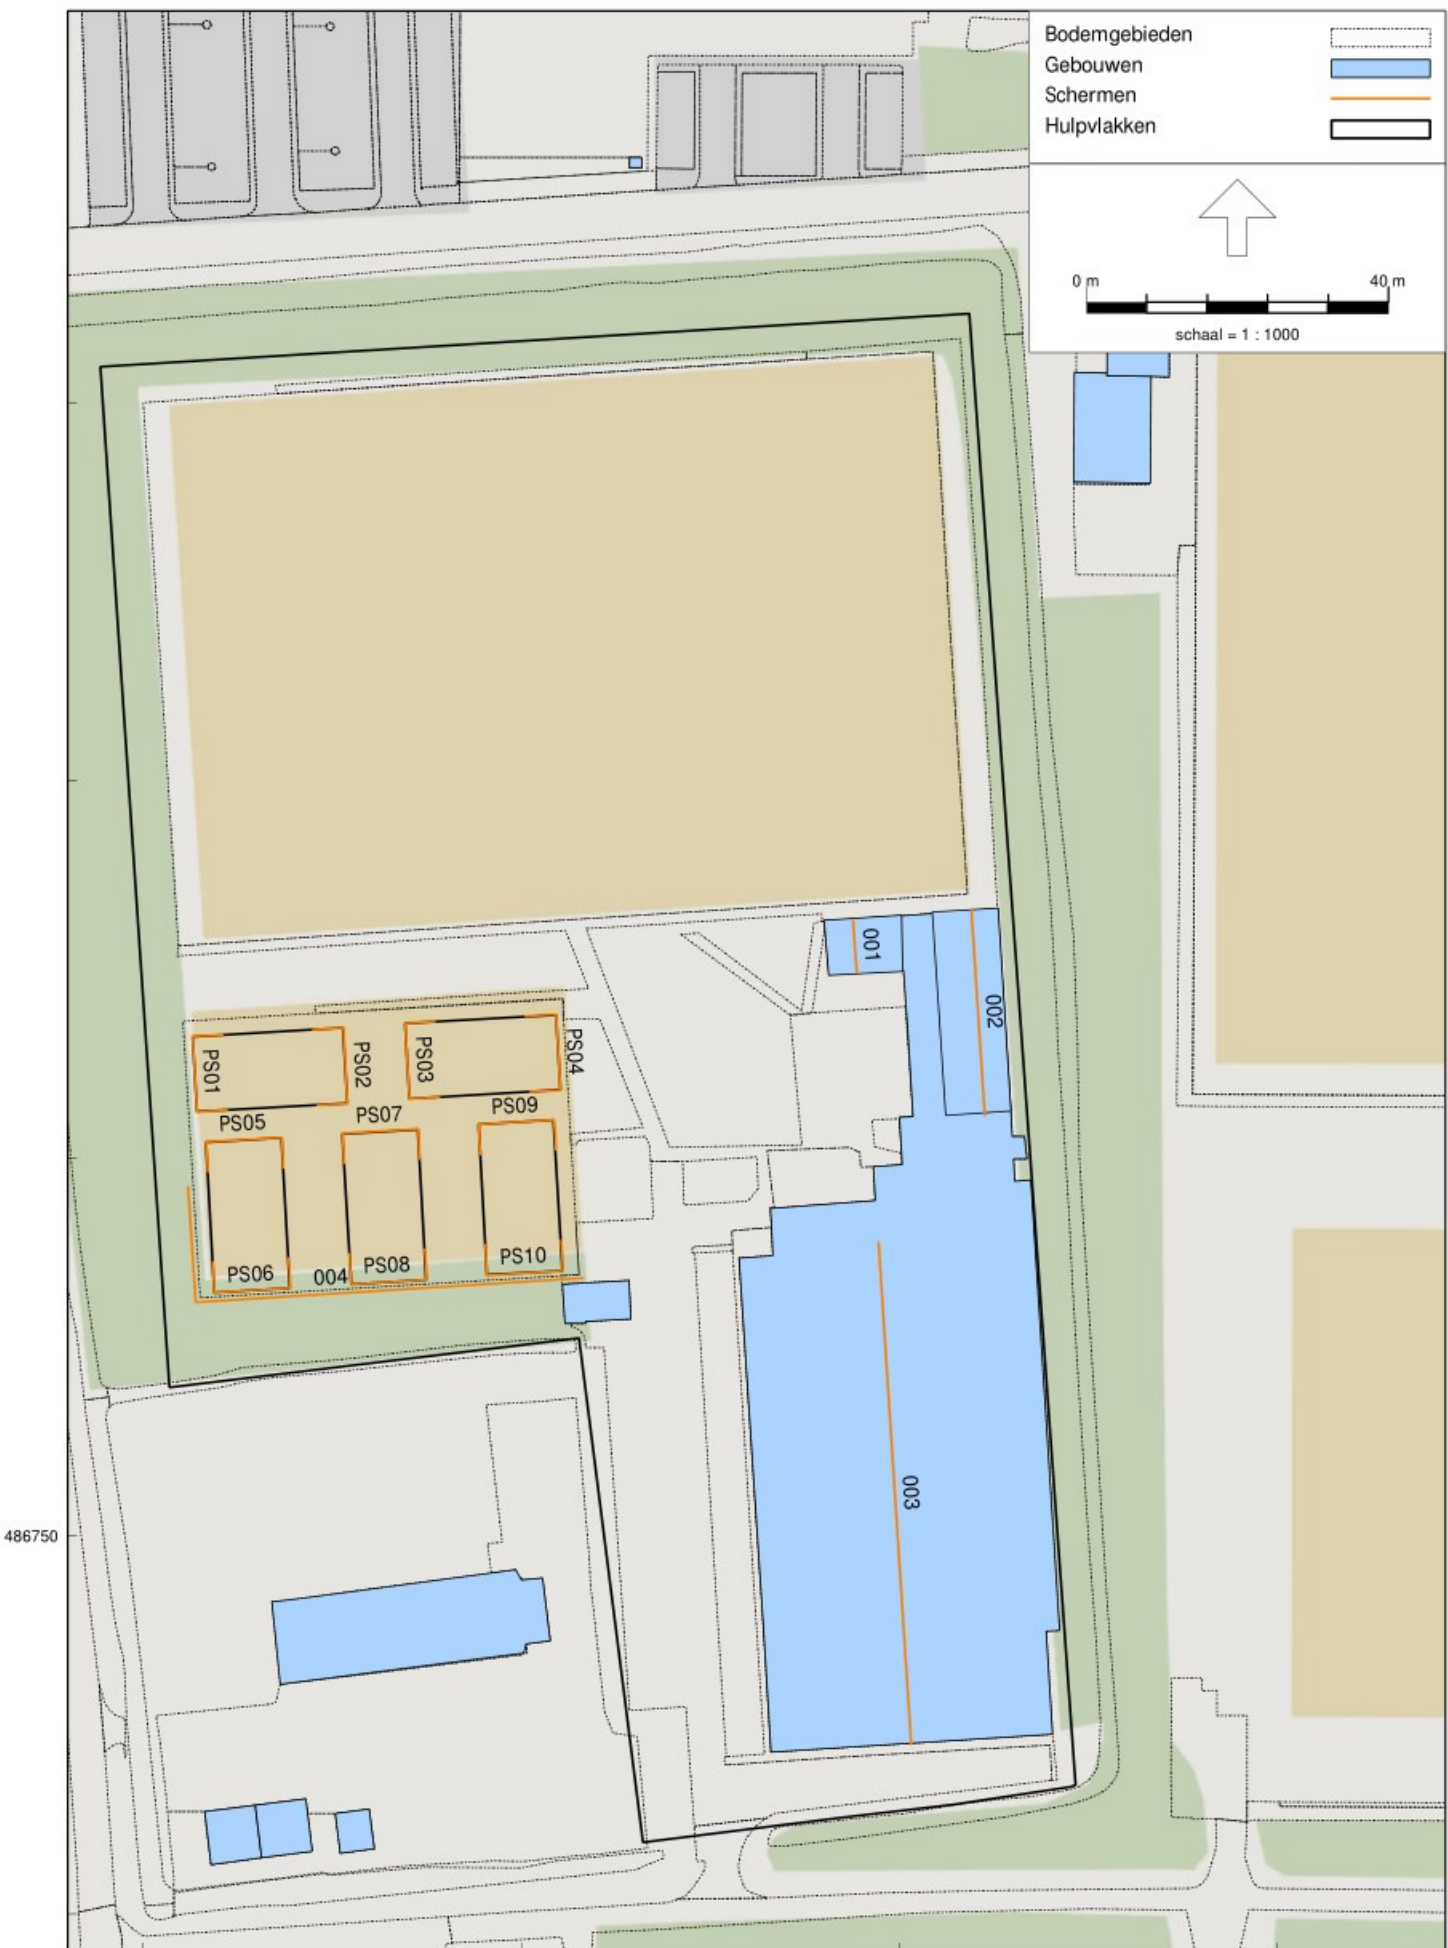 Bodemgebieden
Gebouwen
Schermen
Hulpvlakken
0 m 40 m
schaal = 1 : 1000
001
002
PS01 PS02 PS03 PS04
PS05 PS07 PS09
PS06 004 PS08 PS10
003
486750